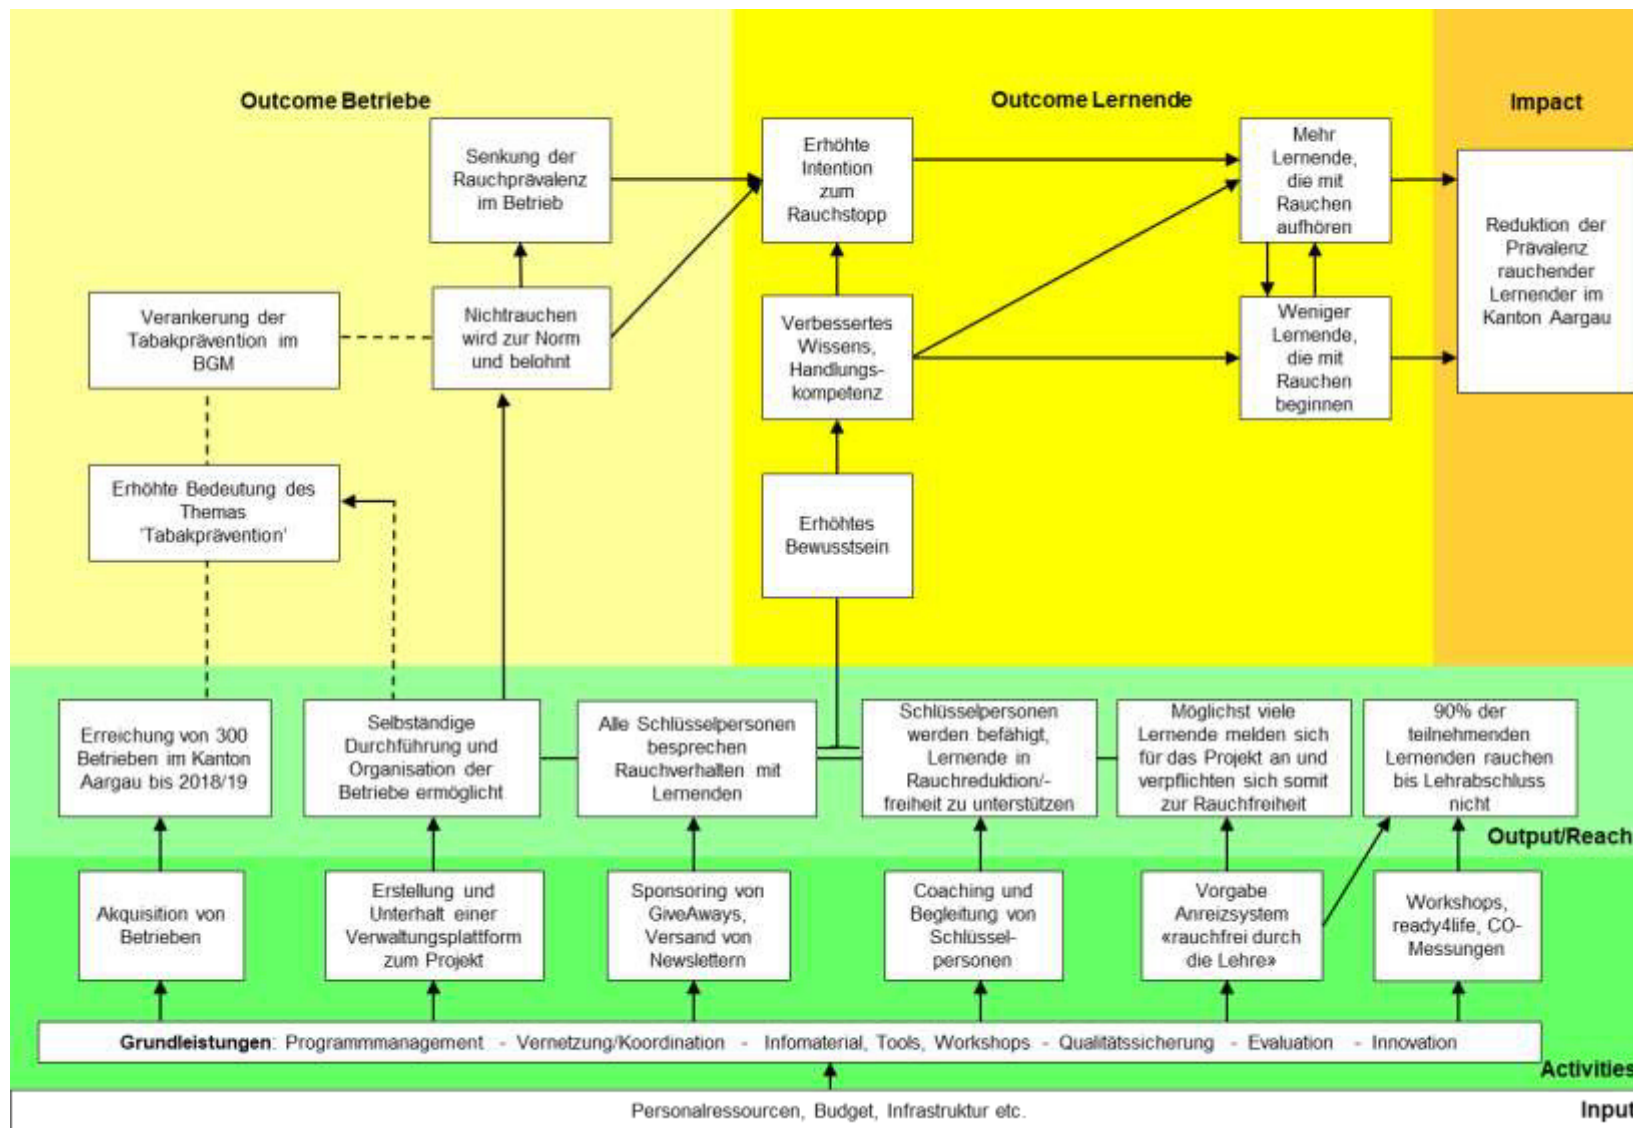 Outcome Betriebe
Outcome Lernende
Impact
Senkung der
Rauchprävalenz
im Betrieb
Erhöhte
Intention
zum
Rauchstopp
Mehr
Lernende,
die mit
Rauchen
aufhören
Reduktion der
Prävalenz
rauchender
Lernender im
Kanton Aargau
Verankerung der
Tabakprävention im
BGM
Nichtrauchen
wird zur Norm
und belohnt
Verbessertes
Wissens,
Handlungs-
kompetenz
Weniger
Lernende,
die mit
Rauchen
beginnen
Erhöhte Bedeutung des
Themas
'Tabakprävention'
Erhöhtes
Bewusstsein
Erreichung von 300
Betrieben im Kanton
Aargau bis 2018/19
Selbständige
Durchführung und
Organisation der
Betriebe ermöglicht
Alle Schlüsselpersonen
besprechen
Rauchverhalten mit
Lernenden
Schlüsselpersonen
werden befähigt,
Lernende in
Rauchreduktion/-
freiheit zu unterstützen
Möglichst viele
Lernende melden sich
für das Projekt an und
verpflichten sich somit
zur Rauchfreiheit
90% der
teilnehmenden
Lernenden rauchen
bis Lehrabschluss
nicht
Output/Reach
Akquisition von
Betrieben
Erstellung und
Unterhalt einer
Verwaltungsplattform
zum Projekt
Sponsoring von
GiveAways,
Versand von
Newslettern
Coaching und
Begleitung von
Schlüssel-
personen
Vorgabe
Anreizsystem
«rauchfrei durch
die Lehre»
Workshops,
ready4life, CO-
Messungen
Grundleistungen: Programmmanagement - Vernetzung/Koordination - Infomaterial, Tools, Workshops - Qualitätssicherung - Evaluation - Innovation
Activities
Personalressourcen, Budget, Infrastruktur etc.
Input